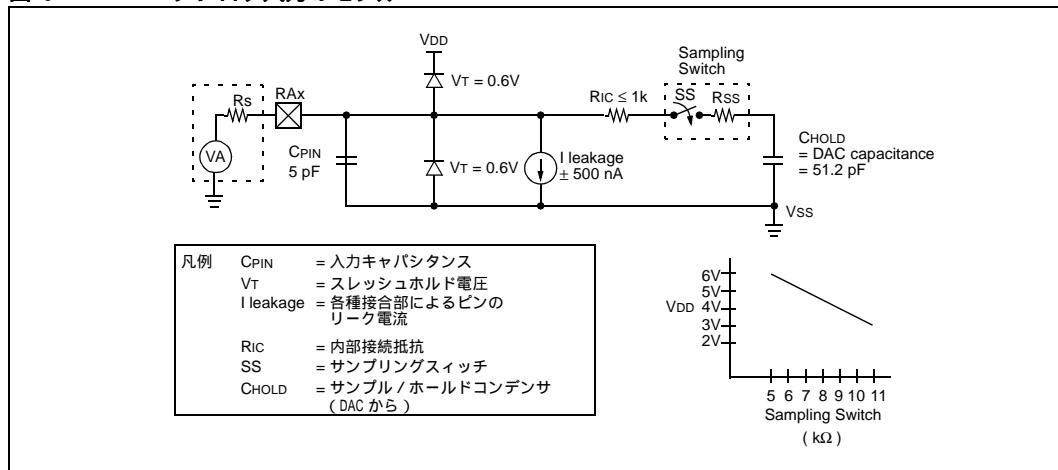 VDD
Sampling
Switch
VT = 0.6V
RIC ≤ 1k
SS
RSS
Rs
RAx
VA
CPIN
5 pF
VT = 0.6V
I leakage
± 500 nA
CHOLD
= DAC capacitance
= 51.2 pF
VSS
凡例
CPIN = 入力キャパシタンス
VT = スレッシュホルド電圧
I leakage = 各種接合部によるピンの
リーク電流
RIC = 内部接続抵抗
SS = サンプリングスィッチ
CHOLD = サンプル / ホールドコンデンサ
( DAC から )
6V
5V
VDD 4V
3V
2V
5 6 7 8 9 10 11
Sampling Switch
( kΩ )